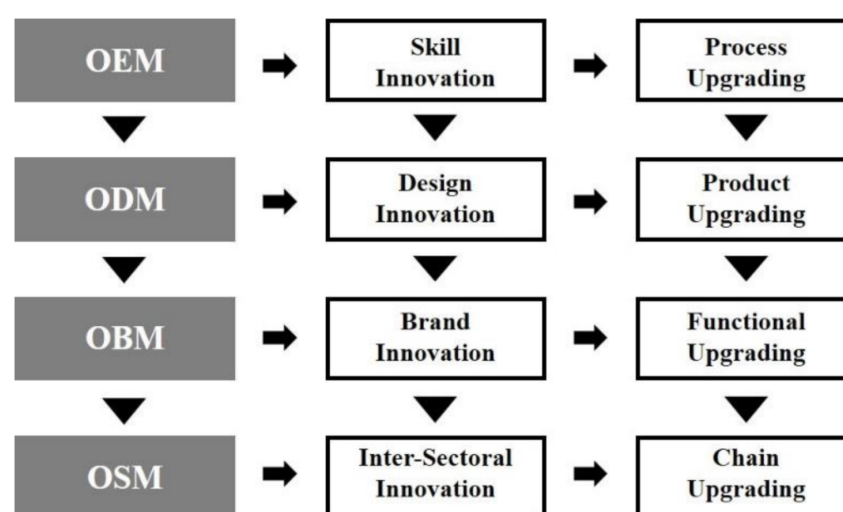 OEM
Skill
Innovation
Process
Upgrading
ODM
Design
Innovation
Product
Upgrading
OBM
Brand
Innovation
Functional
Upgrading
OSM
Inter-Sectoral
Innovation
Chain
Upgrading